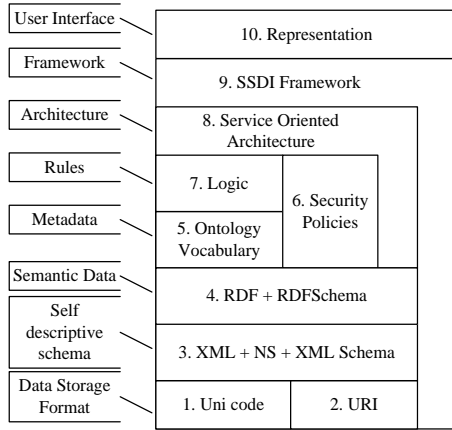 User Interface
10. Representation
Framework
9. SSDI Framework
Architecture
8. Service Oriented
Architecture
Rules
7. Logic
6. Security
Policies
Metadata
5. Ontology
Vocabulary
Semantic Data
4. RDF + RDFSchema
Self
descriptive
schema
3. XML + NS + XML Schema
Data Storage
Format
1. Uni code
2. URI